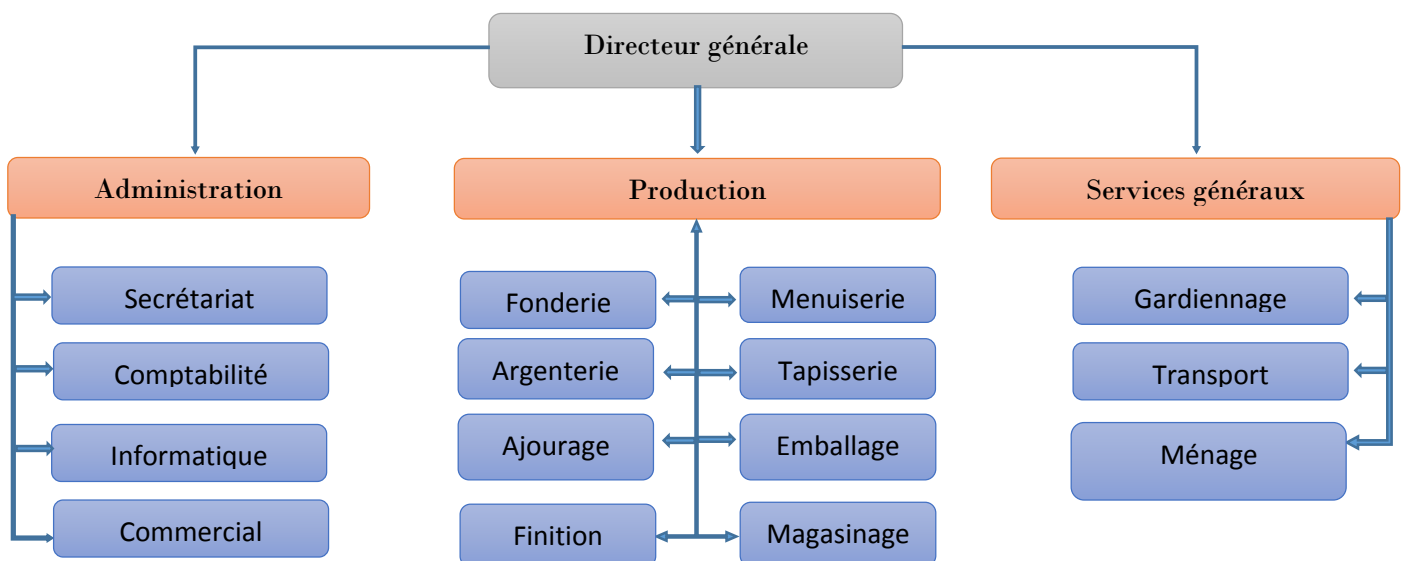 Directeur générale
Administration
Production
Services généraux
Secrétariat
Comptabilité
Informatique
Commercial
Fonderie
Menuiserie
Argenterie
Tapisserie
Ajourage
Emballage
Finition
Magasinage
Gardiennage
Transport
Ménage